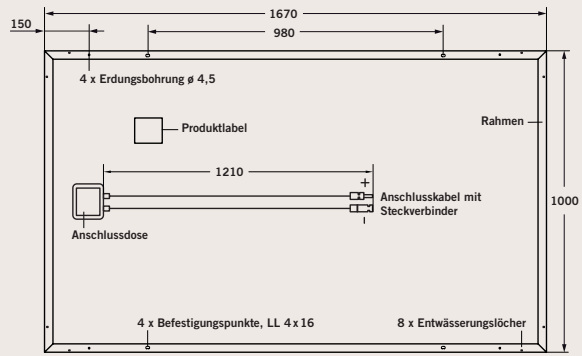 1670
150
980
4 x Erdungsbohrung ø 4,5
Produktlabel
Rahmen
1210
+
Anschlusskabel mit
Steckverbinder
–
1000
Anschlussdose
4 x Befestigungspunkte, LL 4 x 16
8 x Entwässerungslöcher